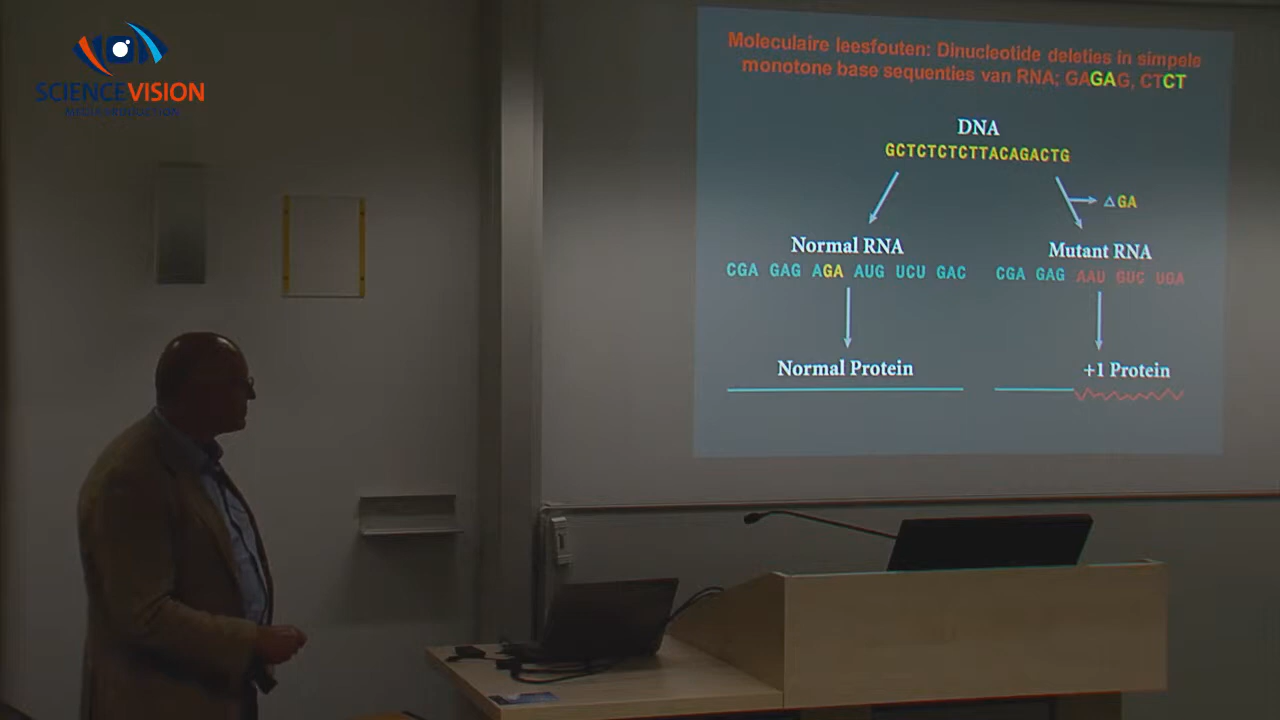 SCIENCEVISION
Moleculaire leesfouten: Dinucleotide deleties in simpele
monotone base sequenties van RNA; GAGAG, CTCT
DNA
GCTCTCTCTTACAGACTG
△GA
Normal RNA
Mutant RNA
CGA GAG AGA AUG UCU GAC
CGA GAG AAU GUC UGA
Normal Protein
+1 Protein